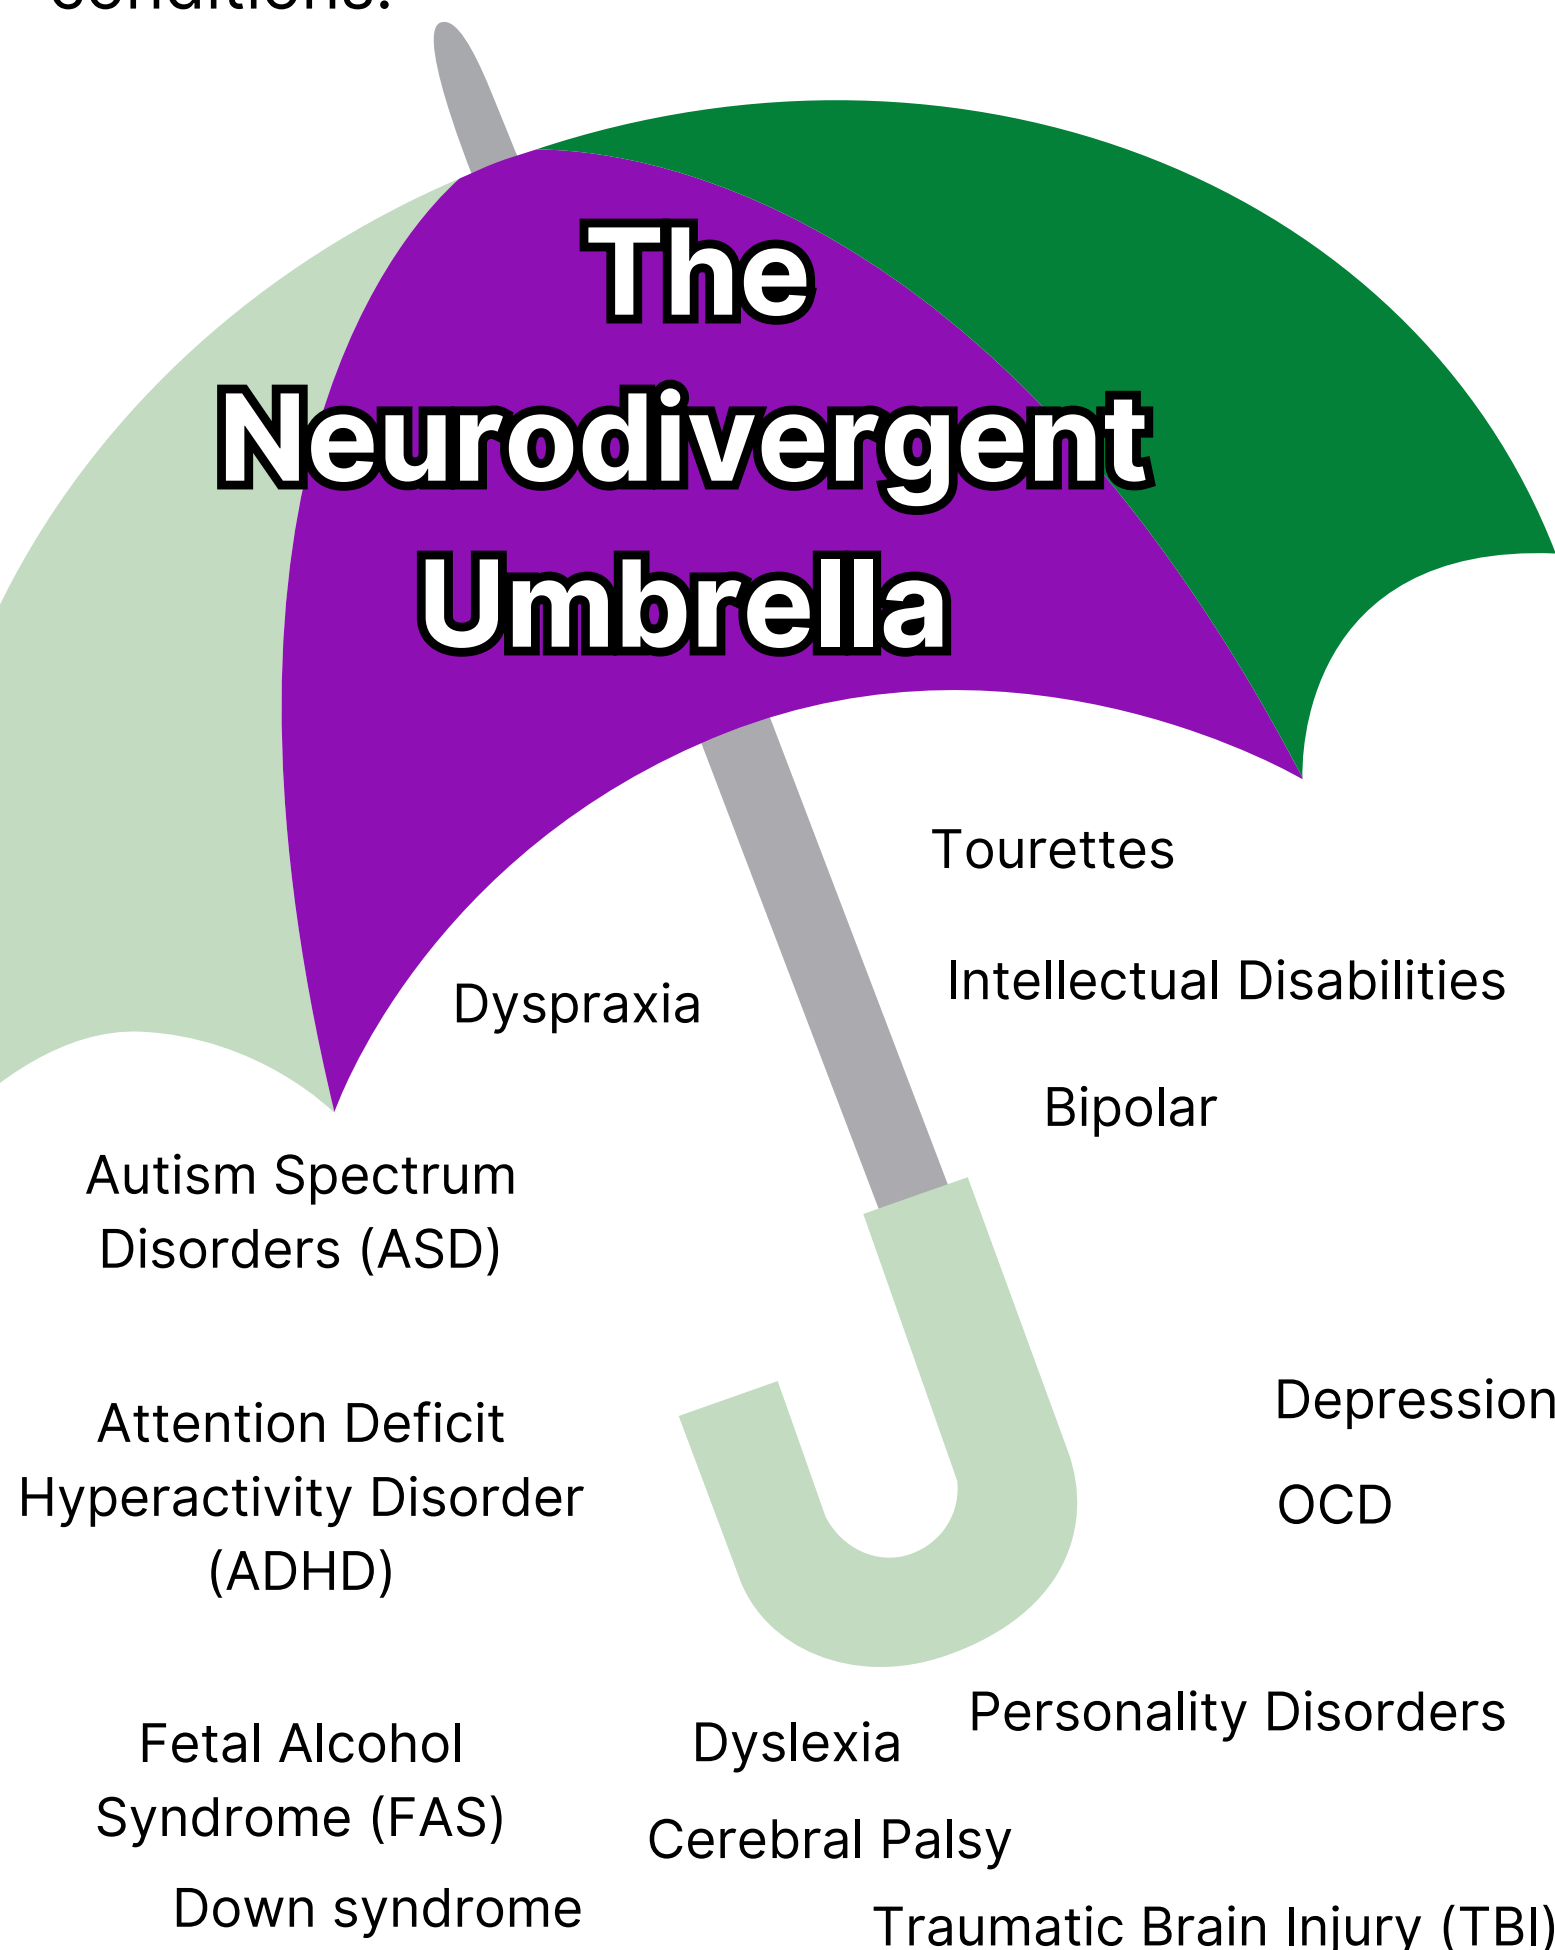 conditions.
The
Neurodivergent
Umbrella
Tourettes
Intellectual Disabilities
Dyspraxia
Bipolar
Autism Spectrum
Disorders (ASD)
Depression
Attention Deficit
Hyperactivity Disorder
(ADHD)
OCD
Personality Disorders
Fetal Alcohol
Syndrome (FAS)
Dyslexia
Cerebral Palsy
Down syndrome
Traumatic Brain Injury (TBI)